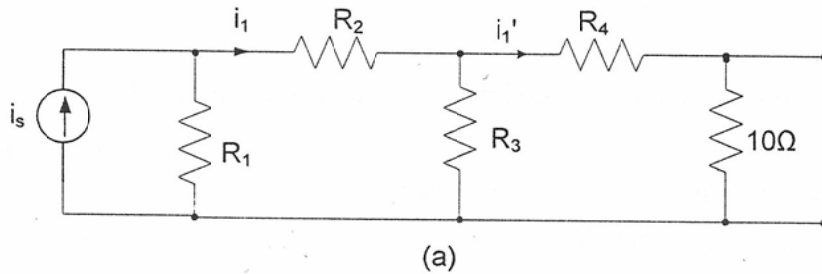 i₁ R₂ i₁' R₄
iₛ R₁ R₃ 10Ω
(a)